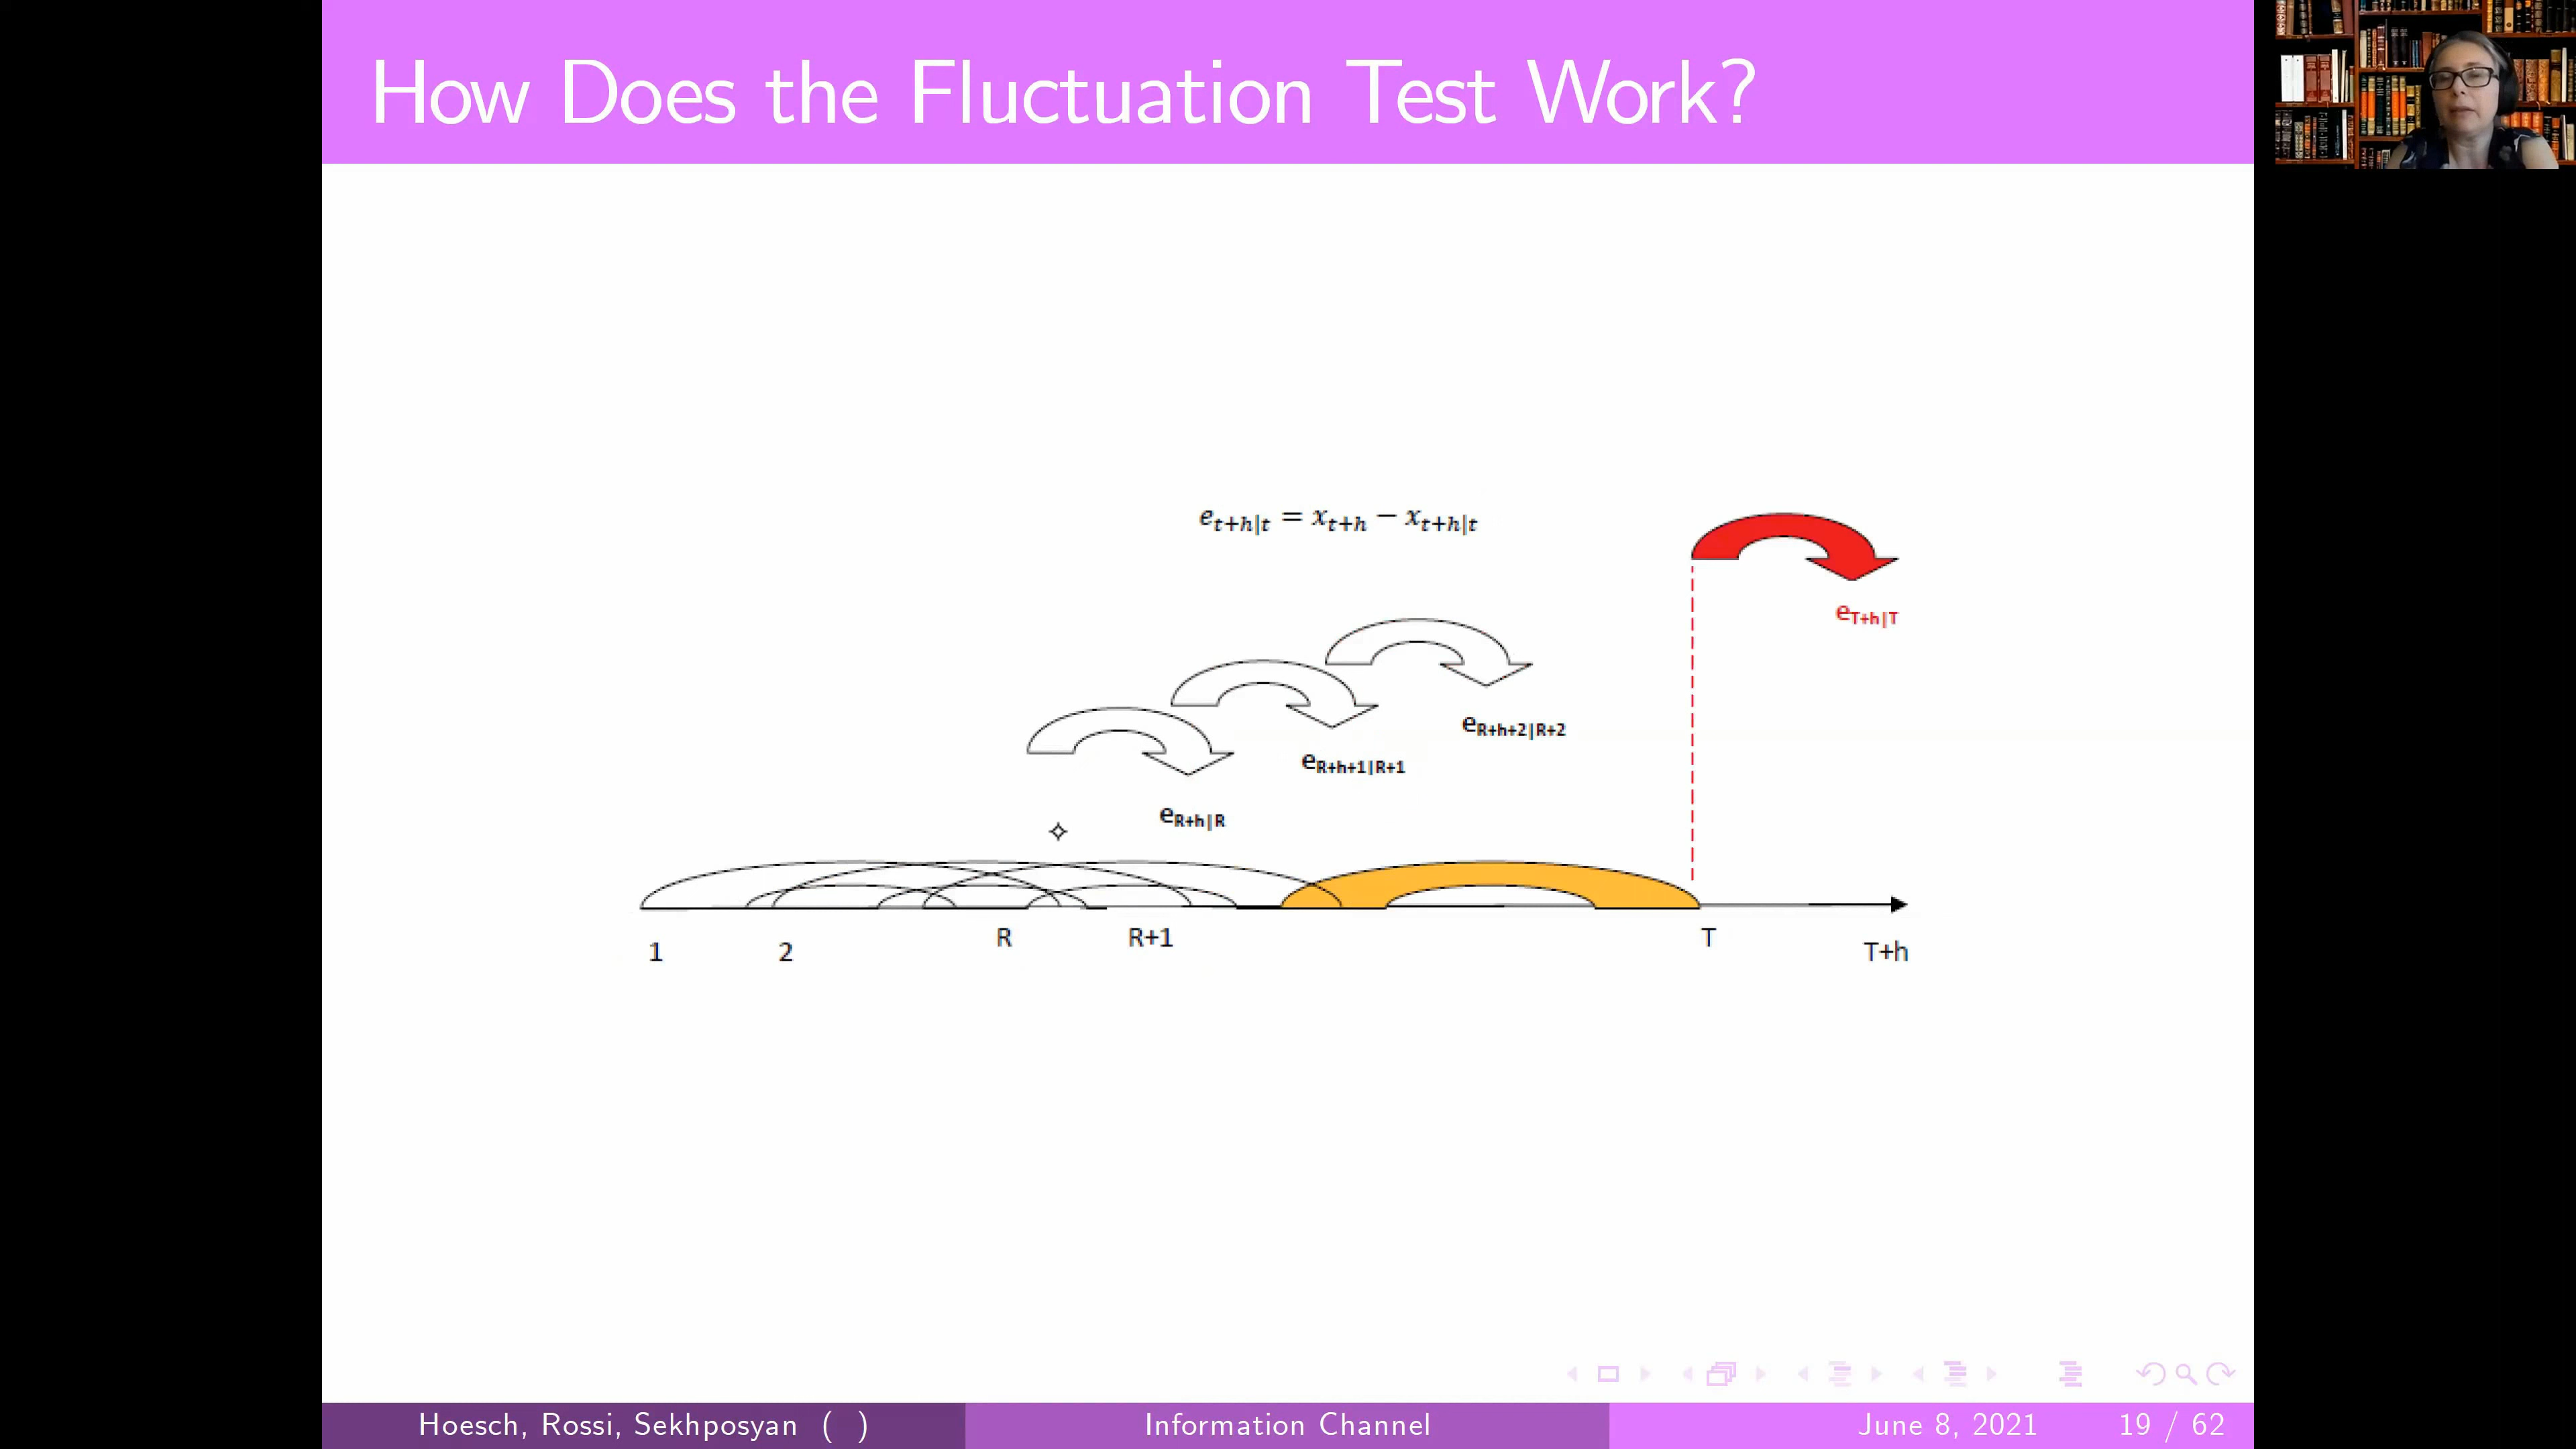 How Does the Fluctuation Test Work?
e_{t+h|t} = x_{t+h} − x_{t+h|t}
e_{T+h|T}
e_{R+h+2|R+2}
e_{R+h+1|R+1}
e_{R+h|R}
1 2 R R+1 T T+h
Hoesch, Rossi, Sekhposyan ( ) Information Channel June 8, 2021 19 / 62